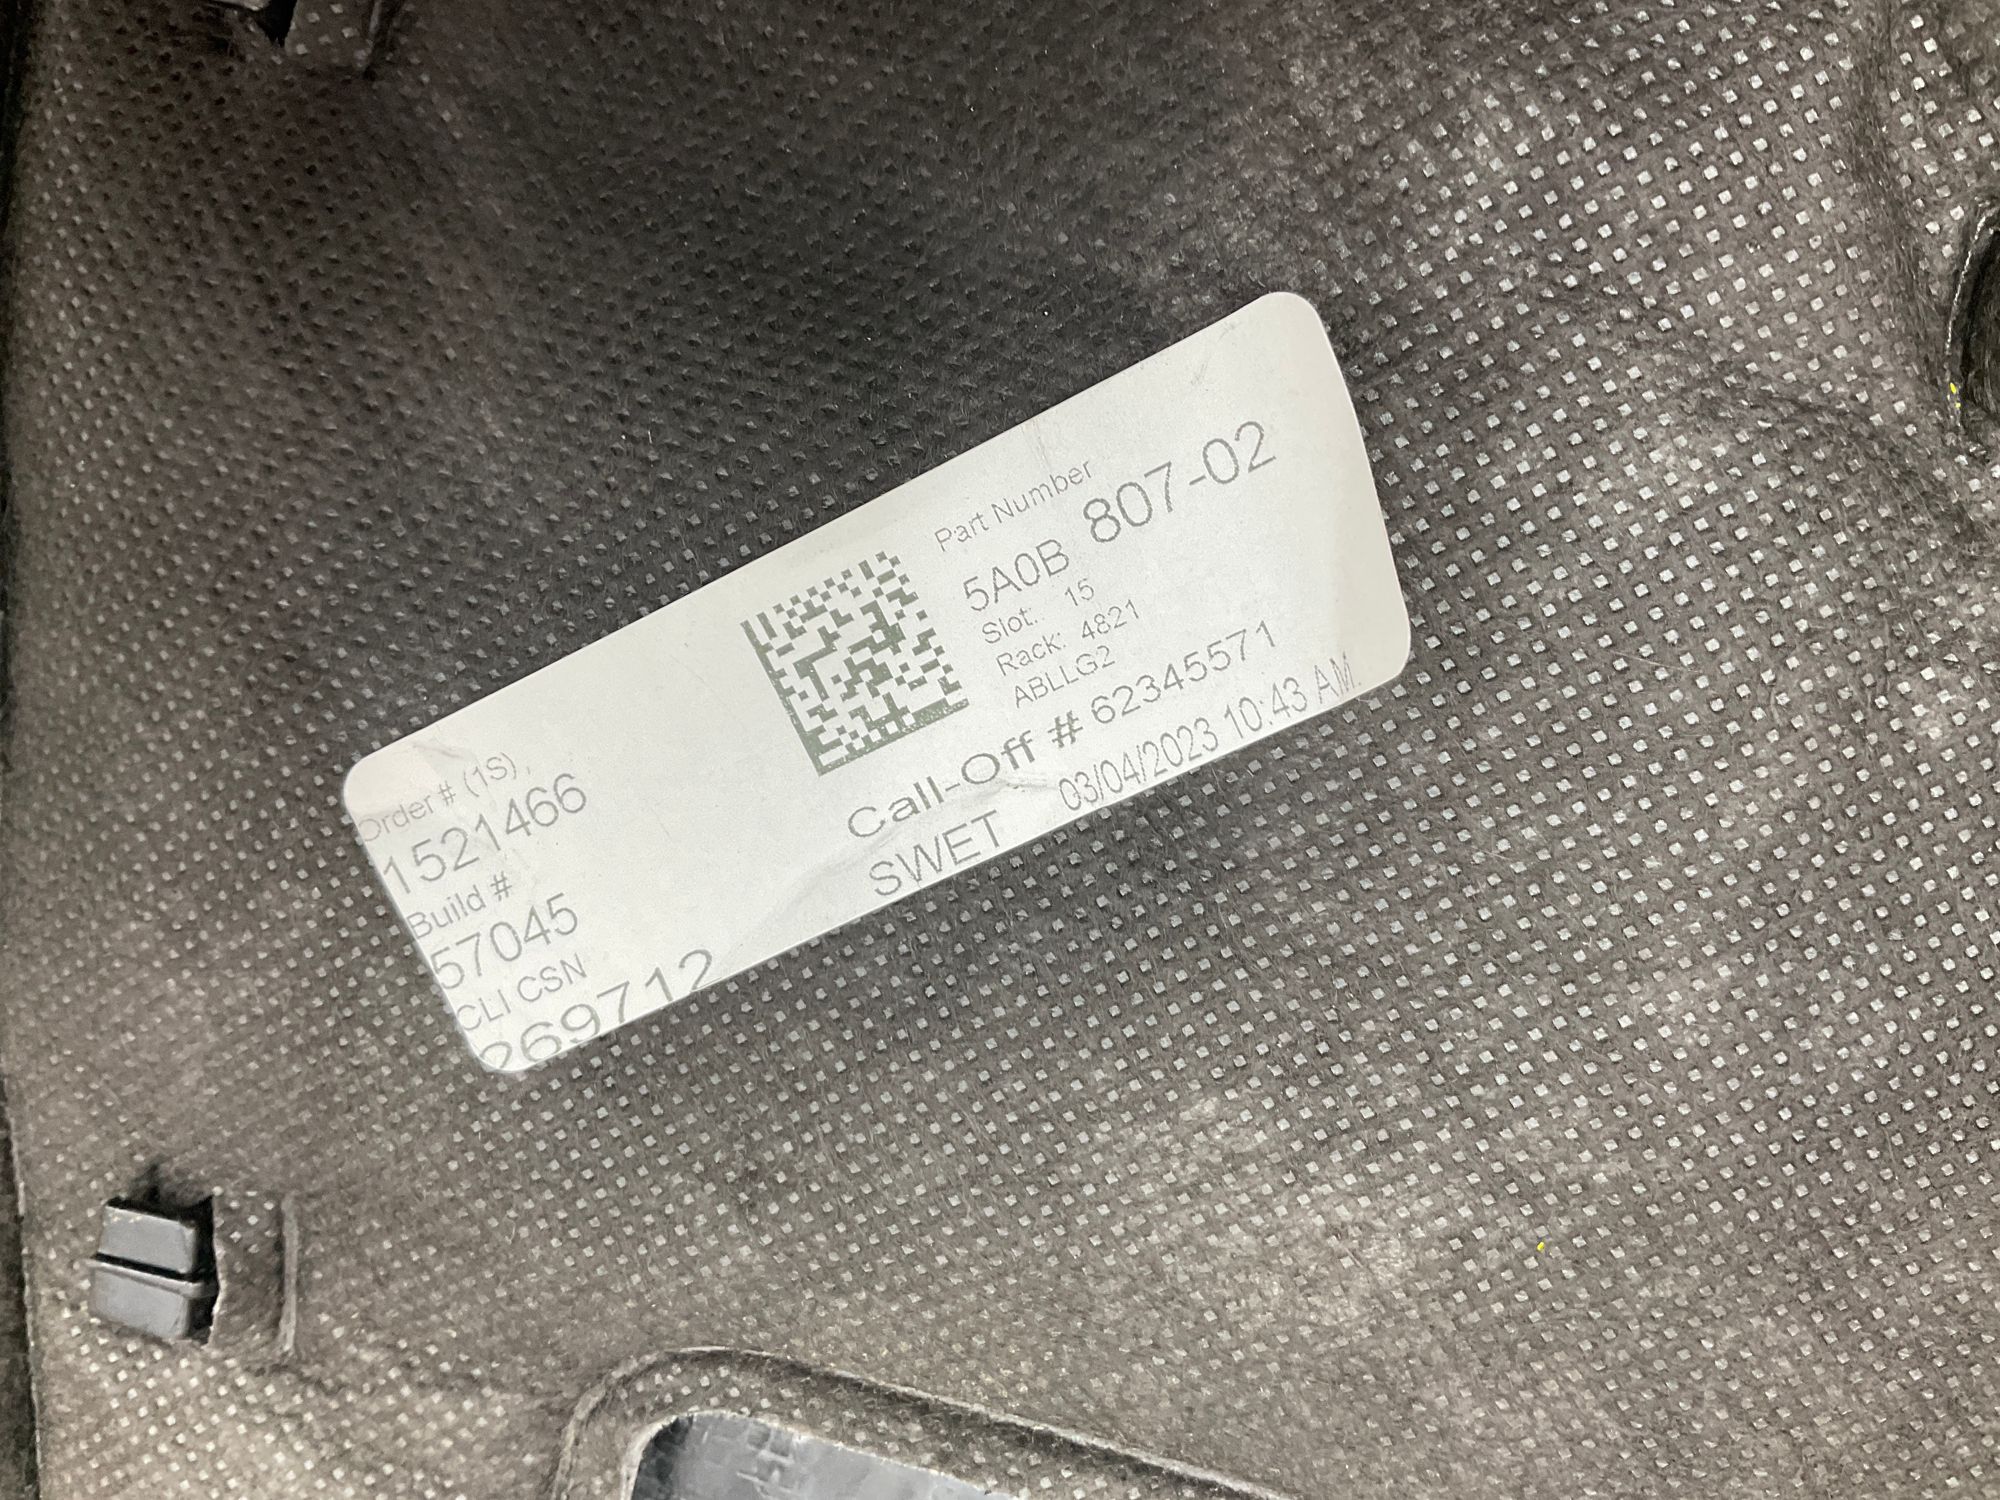 Part Number
5A0B 807-02
Slot: 15
Rack: 4821
ABLLG2
Call-Off # 62345571
SWET 03/04/2023 10:43 AM
Order # (1S)
1521466
Build #
57045
CLI CSN
269712